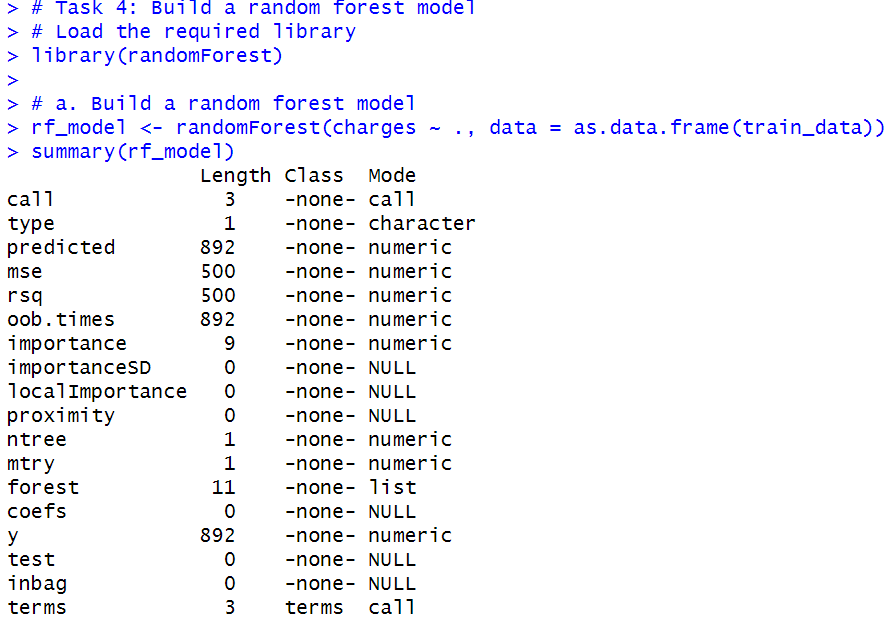 > # Task 4: Build a random forest model
> # Load the required library
> library(randomForest)
>
> # a. Build a random forest model
> rf_model <- randomForest(charges ~ ., data = as.data.frame(train_data))
> summary(rf_model)
                Length Class  Mode
call              3    -none- call
type              1    -none- character
predicted       892    -none- numeric
mse             500    -none- numeric
rsq             500    -none- numeric
oob.times       892    -none- numeric
importance        9    -none- numeric
importanceSD      0    -none- NULL
localImportance   0    -none- NULL
proximity         0    -none- NULL
ntree             1    -none- numeric
mtry              1    -none- numeric
forest           11    -none- list
coefs             0    -none- NULL
y               892    -none- numeric
test              0    -none- NULL
inbag             0    -none- NULL
terms             3    terms  call